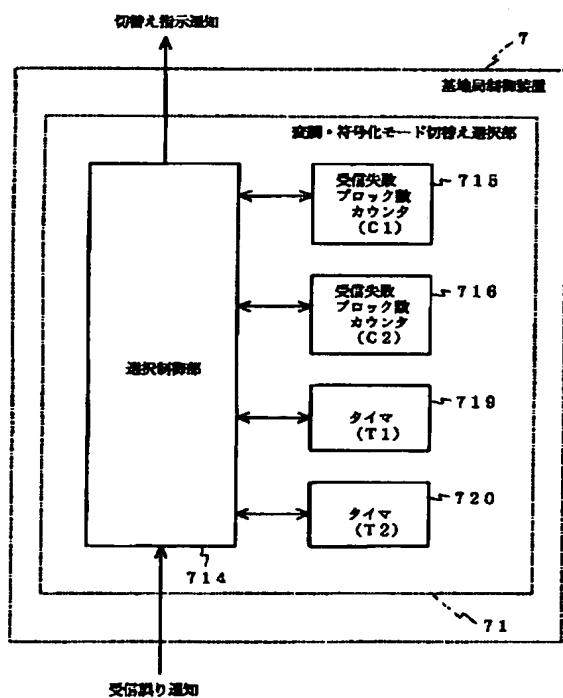 切替え指示通知
7
基地局制御装置
変調・符号化モード切替え選択部
受信失敗
ブロック数
カウンタ
(C1)
715
受信失敗
ブロック数
カウンタ
(C2)
716
選択制御部
タイマ
(T1)
719
タイマ
(T2)
720
714
71
受信誤り通知